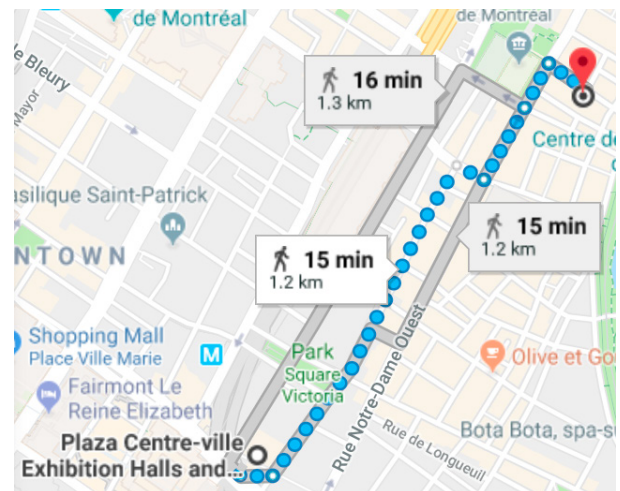 de Montréal
de Montréal
de Bleury
Mayor
16 min
1.3 km
Centre de
asilique Saint-Patrick
15 min
1.2 km
NTOWN
15 min
1.2 km
Shopping Mall
Place Ville Marie
M
Park
Square
Victoria
Rue Notre-Dame Ouest
Olive et Go
Fairmont Le
Reine Elizabeth
Rue de Longueuil
Bota Bota, spa-s
Plaza Centre-ville
Exhibition Halls and...